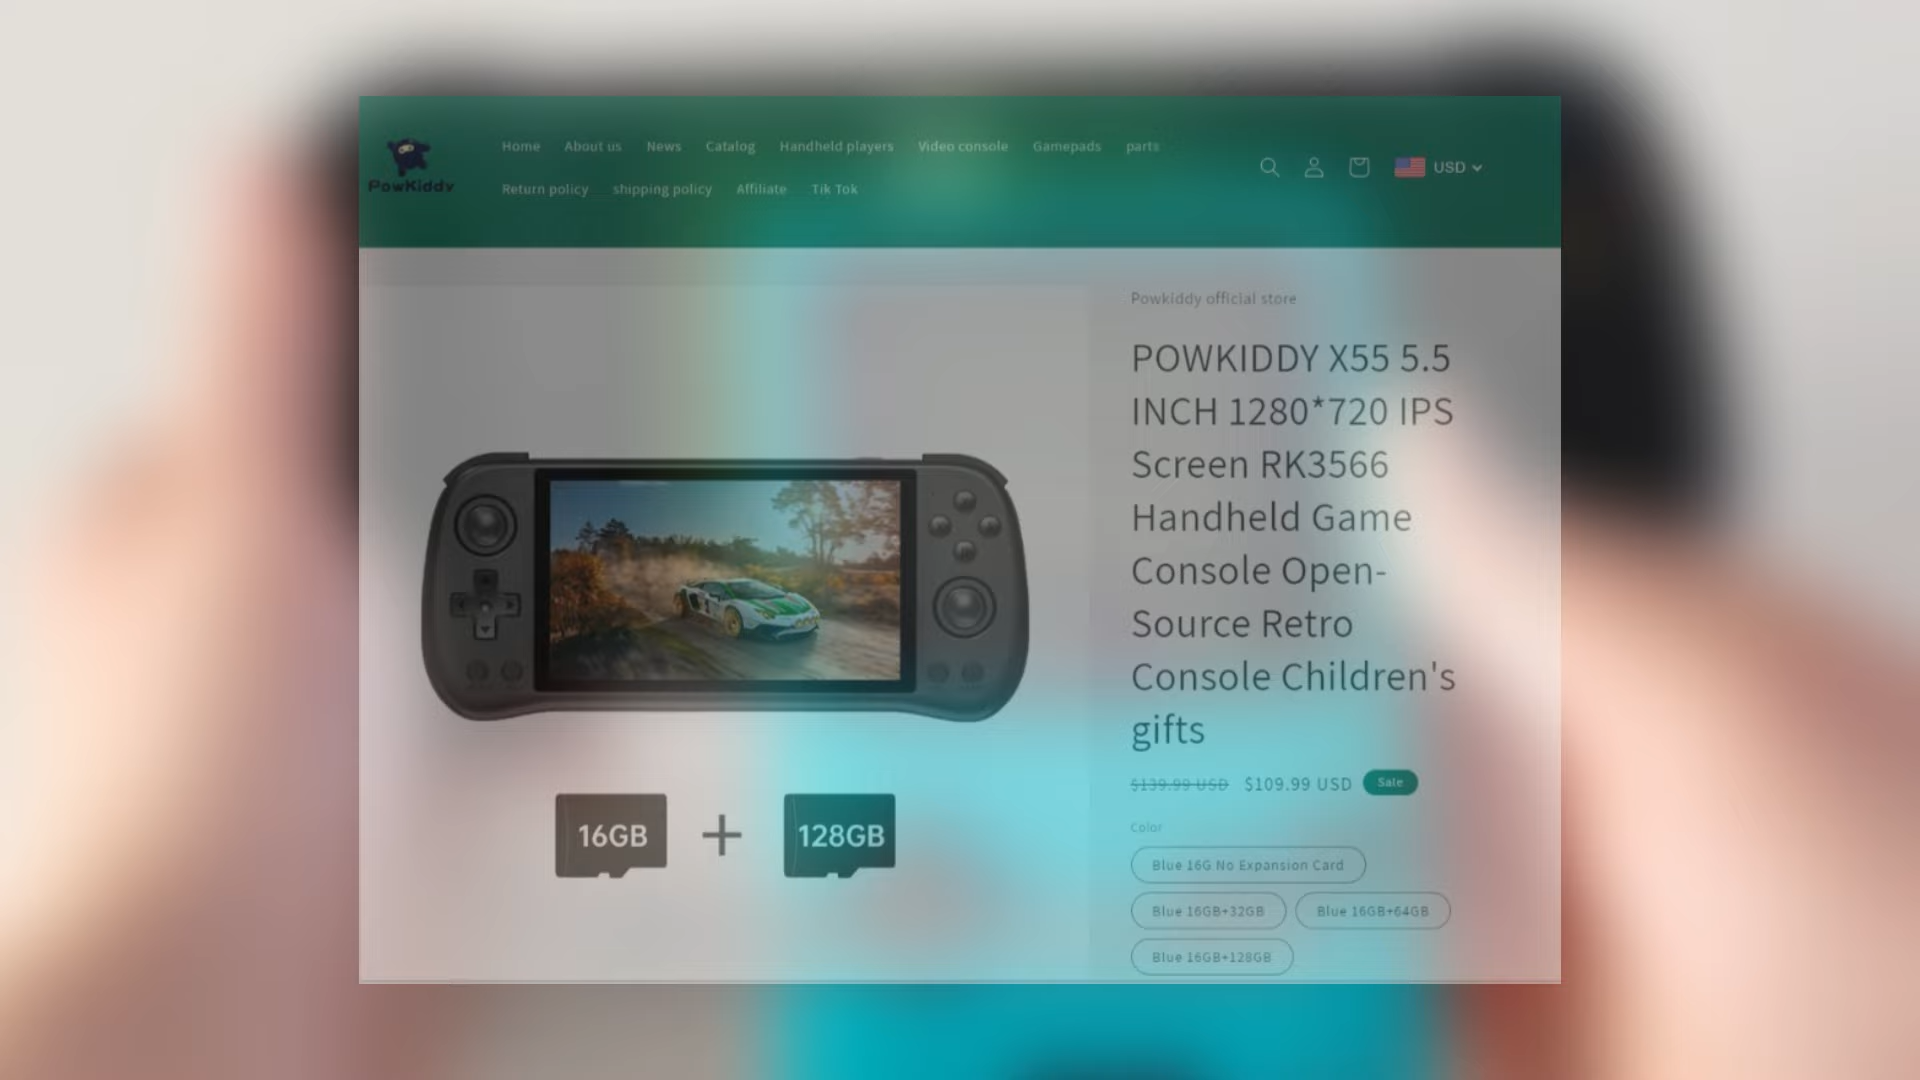 PowKiddy
Home About us News Catalog Handheld players Video console Gamepads parts
Return policy shipping policy Affiliate Tik Tok
USD
Powkiddy official store
POWKIDDY X55 5.5
INCH 1280*720 IPS
Screen RK3566
Handheld Game
Console Open-
Source Retro
Console Children's
gifts
$139.99 USD $109.99 USD Sale
Color
Blue 16G No Expansion Card
Blue 16GB+32GB Blue 16GB+64GB
Blue 16GB+128GB
16GB + 128GB